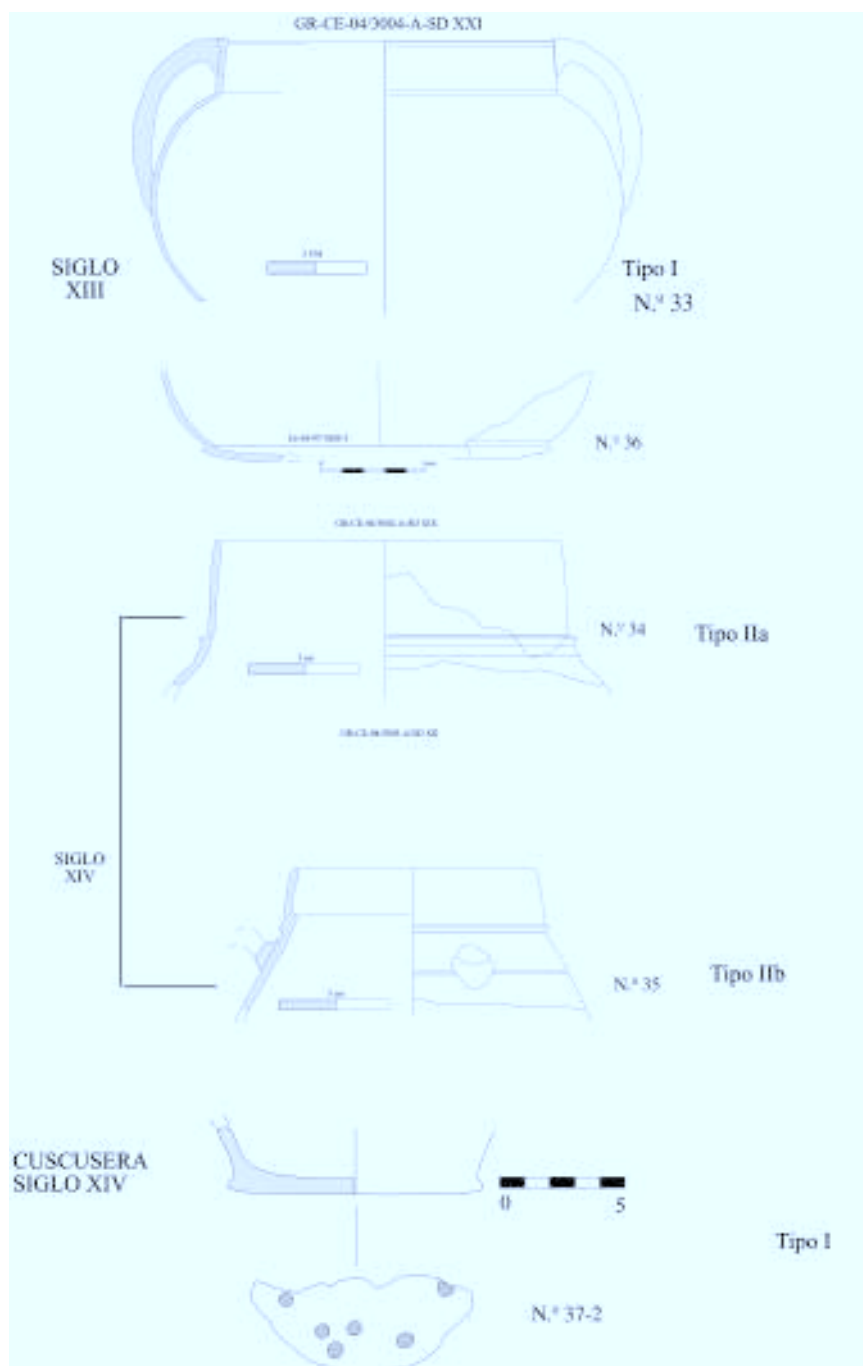 GR-CE-04/3004-A-SD XXI
SIGLO
XIII
Tipo I
N.º 33
N.º 36
N.º 34
Tipo IIa
SIGLO
XIV
N.º 35
Tipo IIb
CUSCUSERA
SIGLO XIV
0
5
Tipo I
N.º 37-2